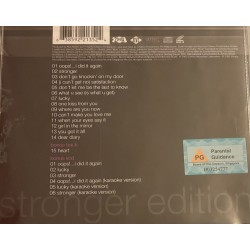 01 oops!...i did it again
02 stronger
03 don't go knockin' on my door
04 (i can't get no) satisfaction
05 don't let me be the last to know
06 what u see (is what u get)
07 lucky
08 one kiss from you
09 where are you now
10 can't make you love me
11 when your eyes say it
12 girl in the mirror
13 you got it all
14 dear diary
bonus track
15 heart
bonus vcd
01 oops!...i did it again
02 lucky
03 stronger
04 oops!...i did it again (karaoke version)
05 lucky (karaoke version)
06 stronger (karaoke version)
PG
Parental
Guidance
stronger edition